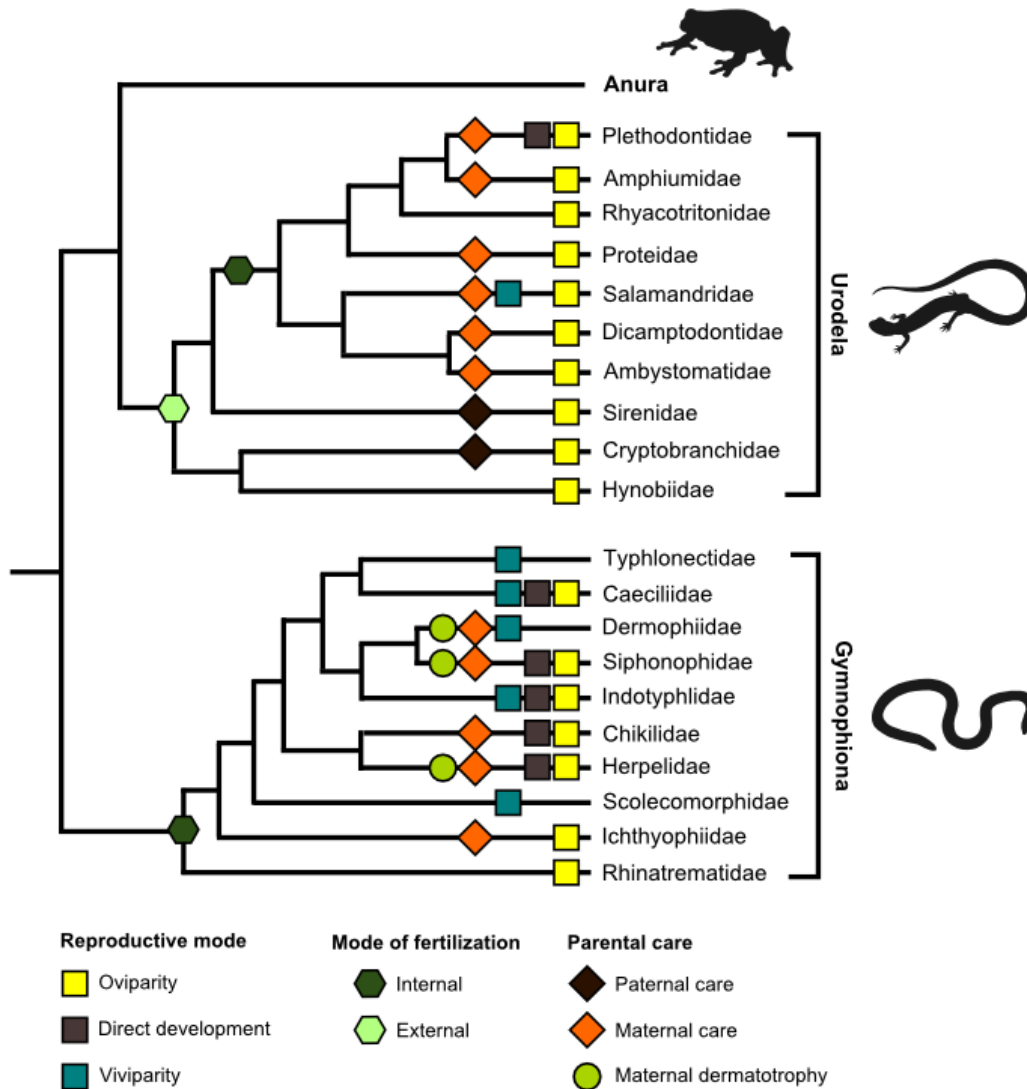 Anura
Plethodontidae
Amphiumidae
Rhyacotritonidae
Proteidae
Salamandridae
Dicamptodontidae
Ambystomatidae
Sirenidae
Cryptobranchidae
Hynobiidae
Urodela
Typhlonectidae
Caeciliidae
Dermophiidae
Siphonophidae
Indotyphlidae
Chikilidae
Herpelidae
Scolecomorphidae
Ichthyophiidae
Rhinatrematidae
Gymnophiona
Reproductive mode
Oviparity
Direct development
Viviparity
Mode of fertilization
Internal
External
Parental care
Paternal care
Maternal care
Maternal dermatotrophy